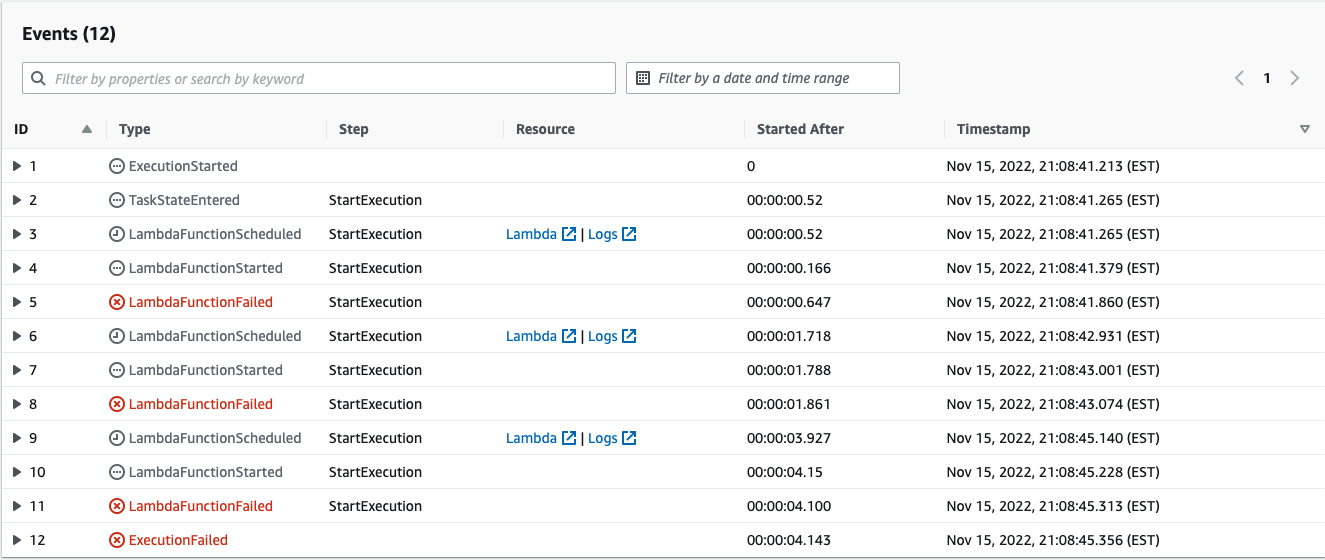 Events (12)
Filter by properties or search by keyword Filter by a date and time range 1
ID Type Step Resource Started After Timestamp
1 ExecutionStarted 0 Nov 15, 2022, 21:08:41.213 (EST)
2 TaskStateEntered StartExecution 00:00:00.52 Nov 15, 2022, 21:08:41.265 (EST)
3 LambdaFunctionScheduled StartExecution Lambda | Logs 00:00:00.52 Nov 15, 2022, 21:08:41.265 (EST)
4 LambdaFunctionStarted StartExecution 00:00:00.166 Nov 15, 2022, 21:08:41.379 (EST)
5 LambdaFunctionFailed StartExecution 00:00:00.647 Nov 15, 2022, 21:08:41.860 (EST)
6 LambdaFunctionScheduled StartExecution Lambda | Logs 00:00:01.718 Nov 15, 2022, 21:08:42.931 (EST)
7 LambdaFunctionStarted StartExecution 00:00:01.788 Nov 15, 2022, 21:08:43.001 (EST)
8 LambdaFunctionFailed StartExecution 00:00:01.861 Nov 15, 2022, 21:08:43.074 (EST)
9 LambdaFunctionScheduled StartExecution Lambda | Logs 00:00:03.927 Nov 15, 2022, 21:08:45.140 (EST)
10 LambdaFunctionStarted StartExecution 00:00:04.15 Nov 15, 2022, 21:08:45.228 (EST)
11 LambdaFunctionFailed StartExecution 00:00:04.100 Nov 15, 2022, 21:08:45.313 (EST)
12 ExecutionFailed 00:00:04.143 Nov 15, 2022, 21:08:45.356 (EST)